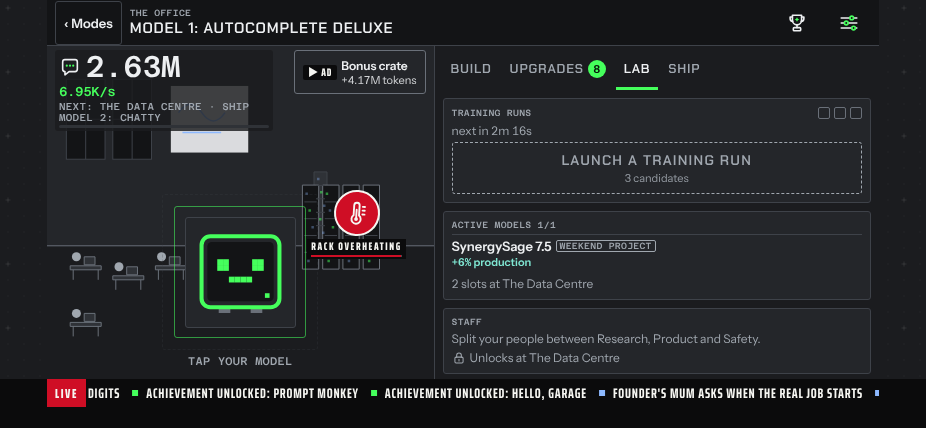 ‹ Modes
THE OFFICE
MODEL 1: AUTOCOMPLETE DELUXE
2.63M
6.95K/s
NEXT: THE DATA CENTRE · SHIP
MODEL 2: CHATTY
AD
Bonus crate
+4.17M tokens
RACK OVERHEATING
TAP YOUR MODEL
BUILD
UPGRADES 8
LAB
SHIP
TRAINING RUNS
next in 2m 16s
LAUNCH A TRAINING RUN
3 candidates
ACTIVE MODELS 1/1
SynergySage 7.5 WEEKEND PROJECT
+6% production
2 slots at The Data Centre
STAFF
Split your people between Research, Product and Safety.
Unlocks at The Data Centre
LIVE DIGITS ACHIEVEMENT UNLOCKED: PROMPT MONKEY ACHIEVEMENT UNLOCKED: HELLO, GARAGE FOUNDER'S MUM ASKS WHEN THE REAL JOB STARTS